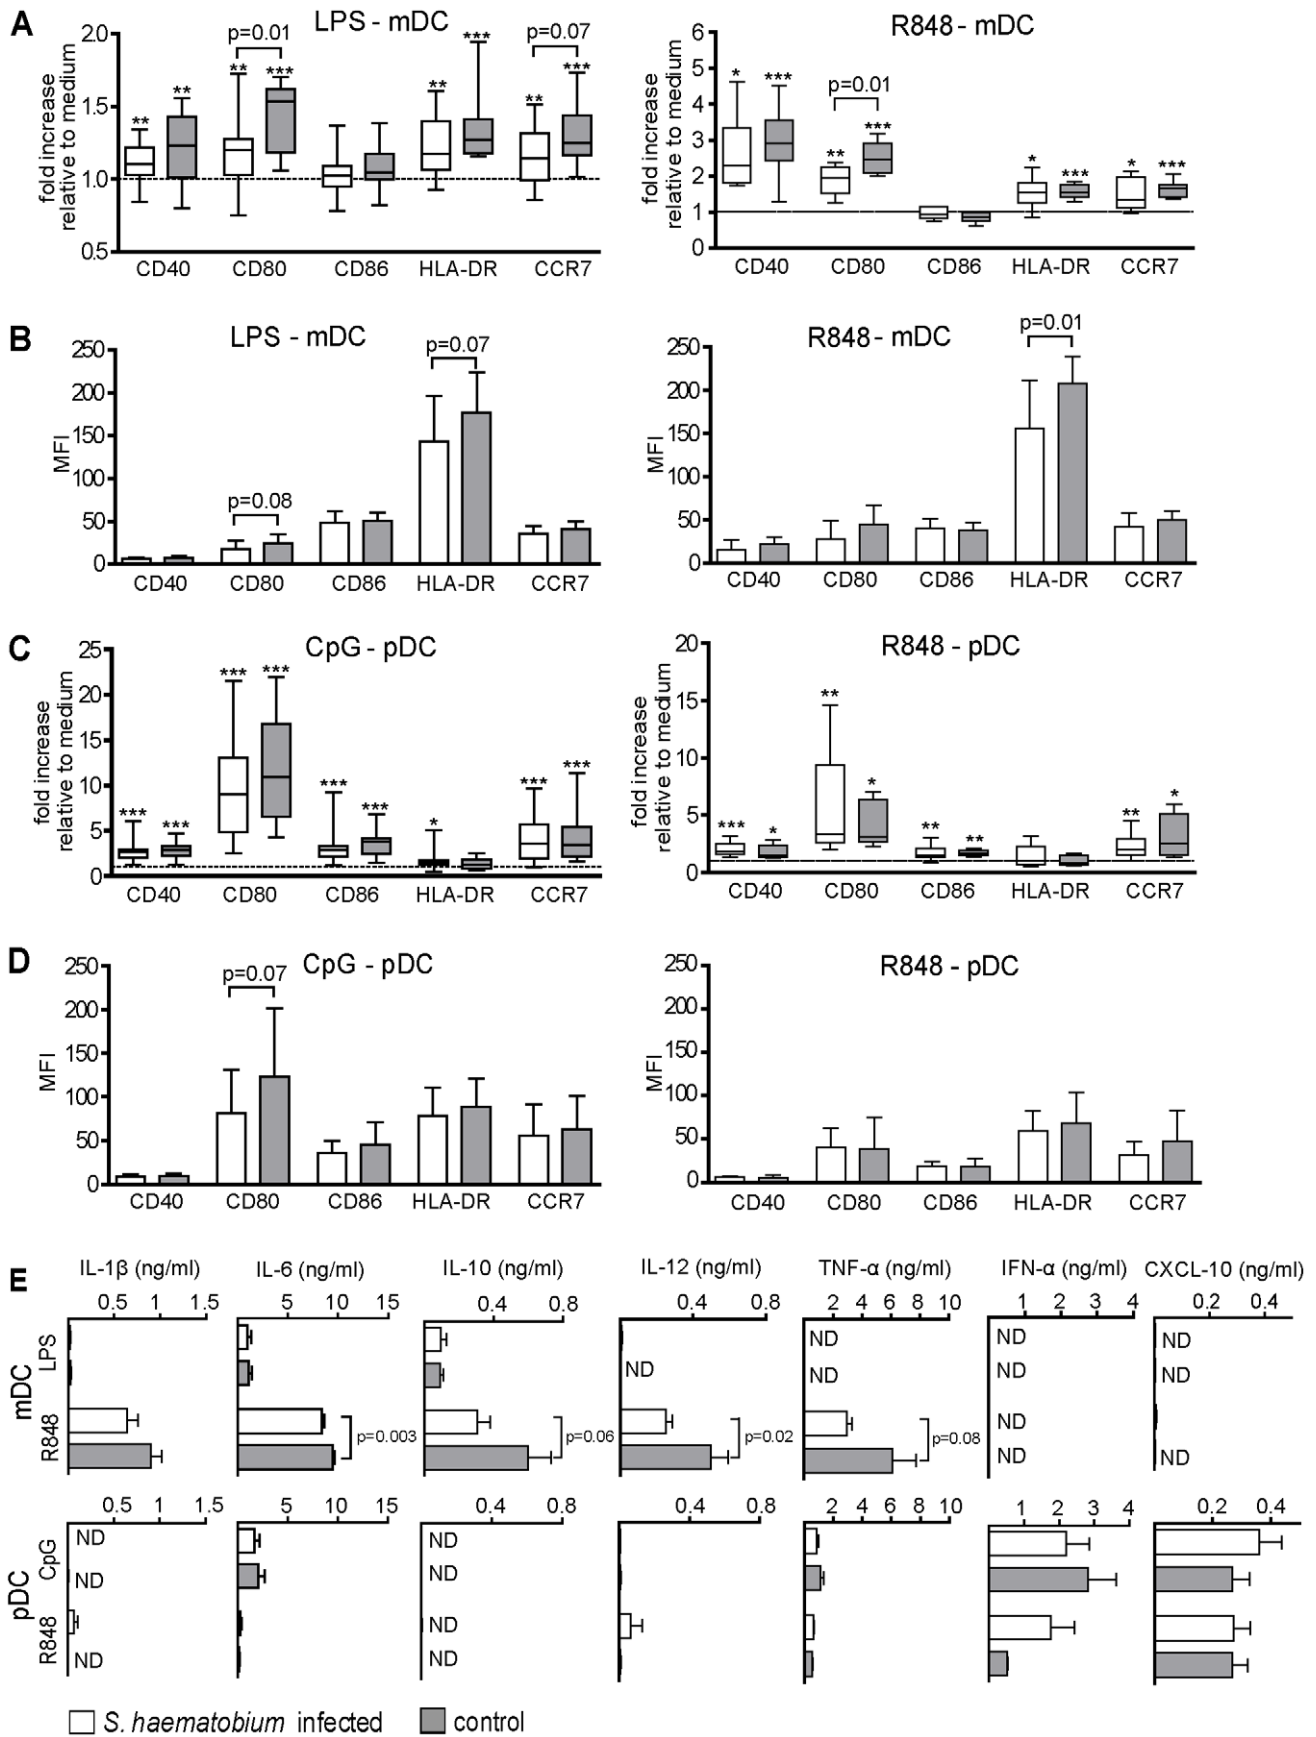 A
LPS - mDC
R848 - mDC
fold increase
relative to medium
2.0
1.5
1.0
0.5
** ** ** *** p=0.01 ** *** ** *** p=0.07
CD40 CD80 CD86 HLA-DR CCR7
fold increase
relative to medium
6
5
4
3
2
1
0
* *** ** *** p=0.01 * *** * ***
CD40 CD80 CD86 HLA-DR CCR7
B
LPS - mDC
R848 - mDC
MFI
250
200
150
100
50
0
p=0.08 p=0.07
CD40 CD80 CD86 HLA-DR CCR7
MFI
250
200
150
100
50
0
p=0.01
CD40 CD80 CD86 HLA-DR CCR7
C
CpG - pDC
R848 - pDC
fold increase
relative to medium
25
20
15
10
5
0
*** *** *** *** *** *** * *** ***
CD40 CD80 CD86 HLA-DR CCR7
fold increase
relative to medium
20
15
10
5
0
*** * ** * ** ** ** *
CD40 CD80 CD86 HLA-DR CCR7
D
CpG - pDC
R848 - pDC
MFI
250
200
150
100
50
0
p=0.07
CD40 CD80 CD86 HLA-DR CCR7
MFI
250
200
150
100
50
0
CD40 CD80 CD86 HLA-DR CCR7
E
IL-1β (ng/ml) IL-6 (ng/ml) IL-10 (ng/ml) IL-12 (ng/ml) TNF-α (ng/ml) IFN-α (ng/ml) CXCL-10 (ng/ml)
0.5 1 1.5 5 10 15 0.4 0.8 0.4 0.8 2 4 6 8 10 1 2 3 4 0.2 0.4
mDC
LPS
ND ND ND
ND ND ND ND
R848
ND
p=0.003 p=0.06 p=0.02 p=0.08
ND ND
0.5 1 1.5 5 10 15 0.4 0.8 0.4 0.8 2 4 6 8 10 1 2 3 4 0.2 0.4
pDC
CpG
ND ND
ND ND
R848
ND
ND ND
S. haematobium infected control